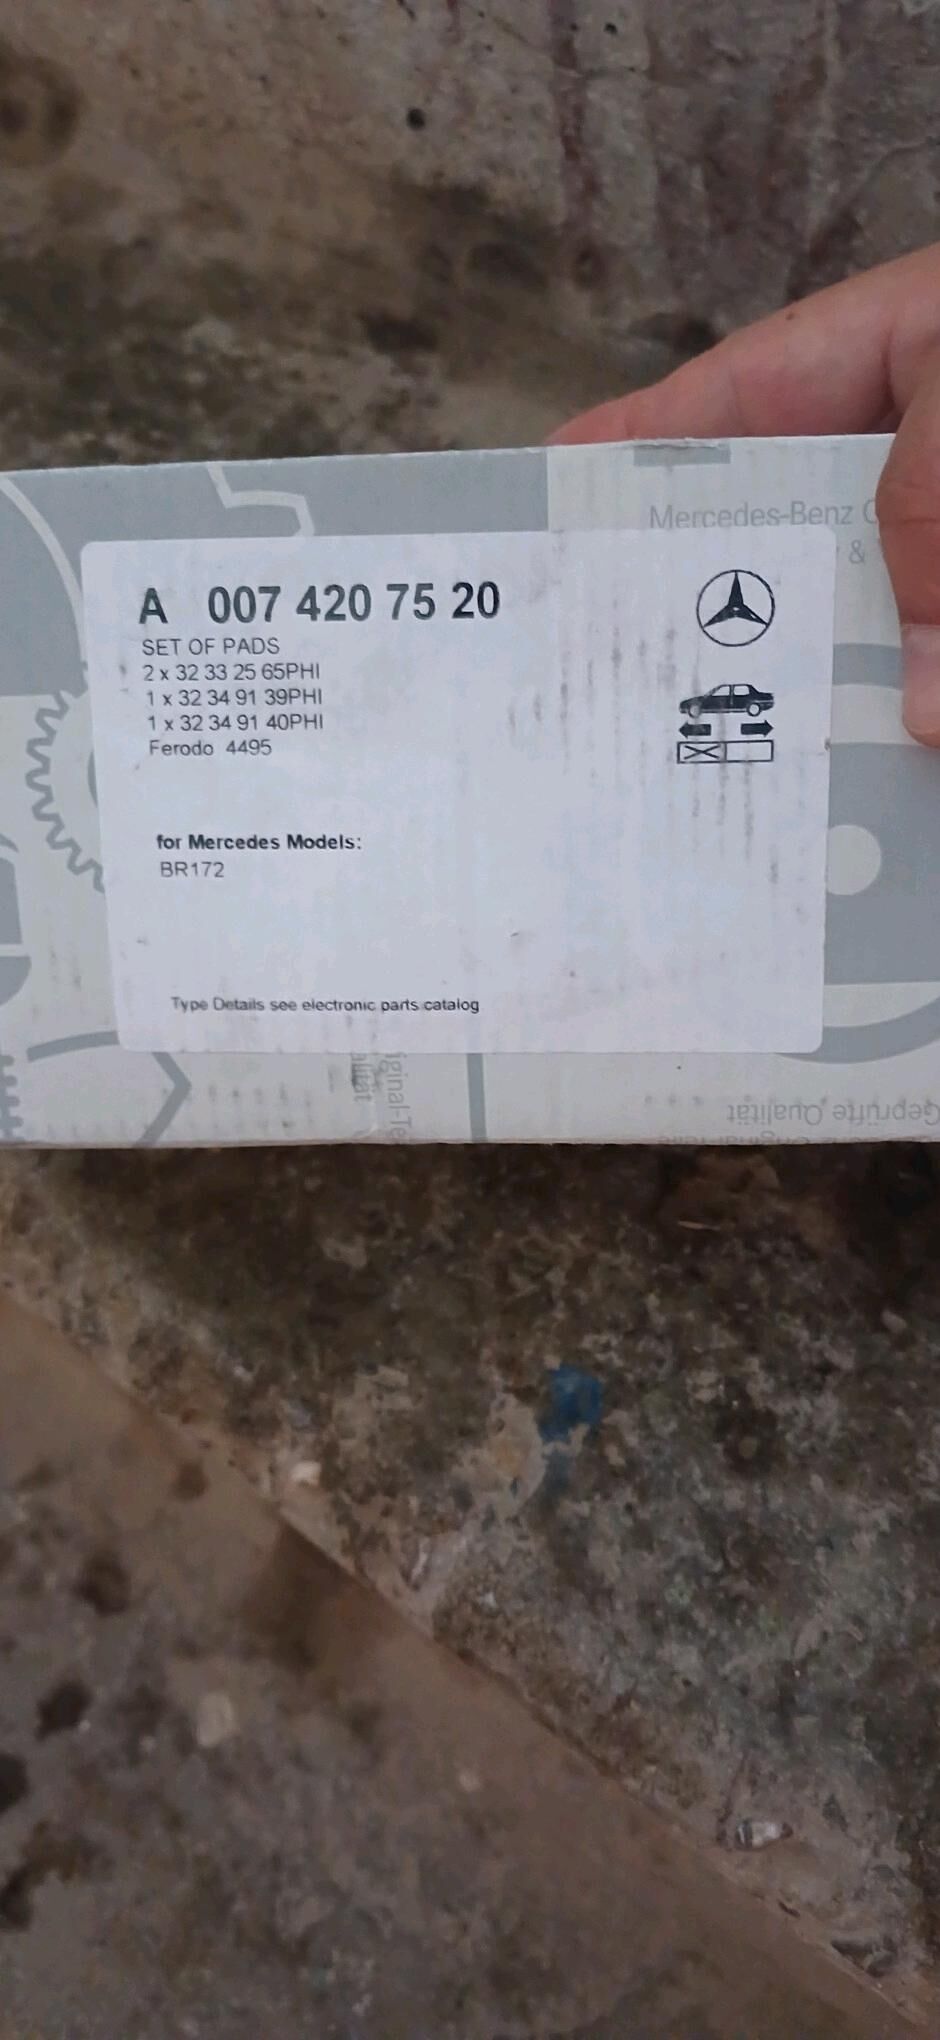 Mercedes-Benz
&
A 007 420 75 20
SET OF PADS
2 x 32 33 25 65PHI
1 x 32 34 91 39PHI
1 x 32 34 91 40PHI
Ferodo 4495
for Mercedes Models:
BR172
Type Details see electronic parts catalog
Geprüfte Qualität